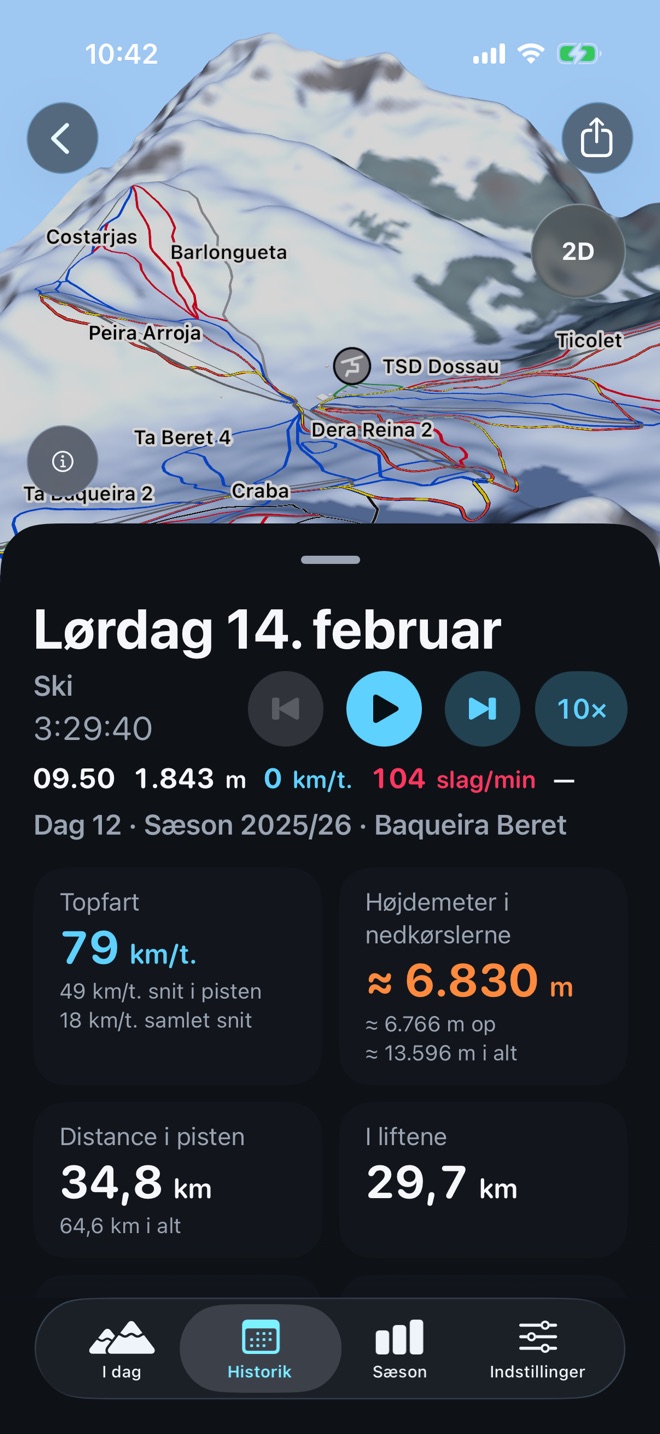 10:42
2D
Costarjas
Barlongueta
Peira Arroja
Ticolet
TSD Dossau
Ta Beret 4
Dera Reina 2
Ta Baqueira 2
Craba
Lørdag 14. februar
Ski
3:29:40
10×
09.50 1.843 m 0 km/t. 104 slag/min —
Dag 12 · Sæson 2025/26 · Baqueira Beret
Topfart
79 km/t.
49 km/t. snit i pisten
18 km/t. samlet snit
Højdemeter i
nedkørslerne
≈ 6.830 m
≈ 6.766 m op
≈ 13.596 m i alt
Distance i pisten
34,8 km
64,6 km i alt
I liftene
29,7 km
I dag
Historik
Sæson
Indstillinger